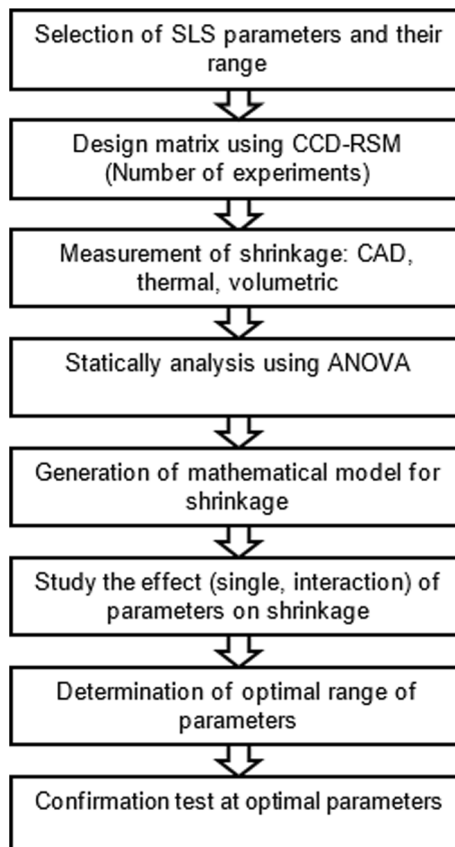 Selection of SLS parameters and their
range
Design matrix using CCD-RSM
(Number of experiments)
Measurement of shrinkage: CAD,
thermal, volumetric
Statically analysis using ANOVA
Generation of mathematical model for
shrinkage
Study the effect (single, interaction) of
parameters on shrinkage
Determination of optimal range of
parameters
Confirmation test at optimal parameters